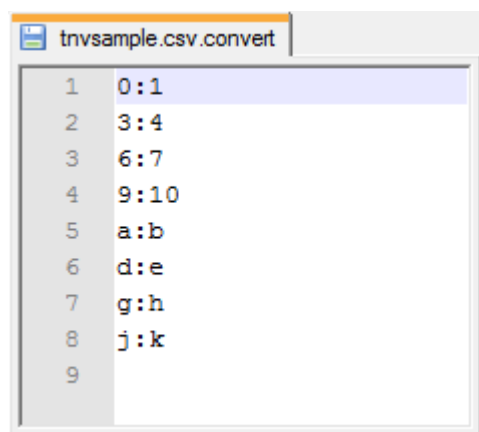 tnvsample.csv.convert
1 0:1
2 3:4
3 6:7
4 9:10
5 a:b
6 d:e
7 g:h
8 j:k
9